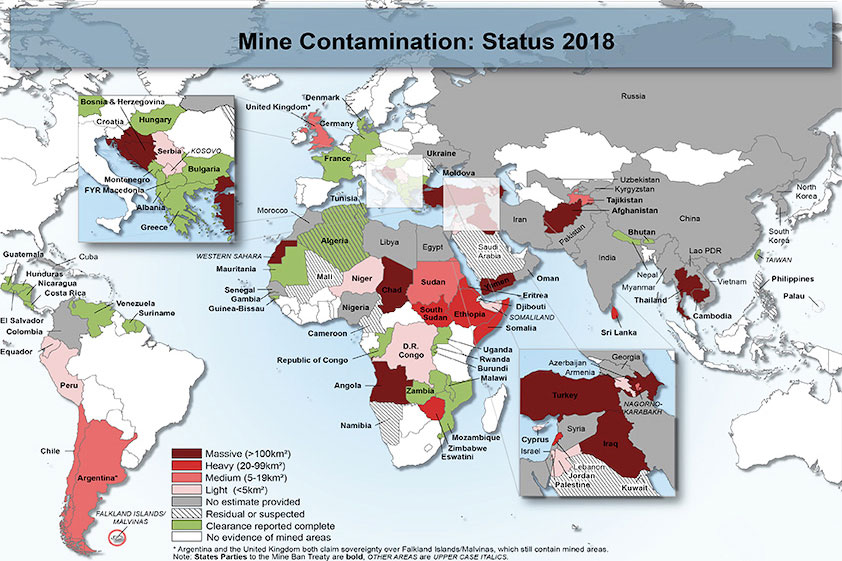 Mine Contamination: Status 2018
Bosnia & Herzegovina
Croatia
Hungary
Serbia
KOSOVO
Bulgaria
Montenegro
FYR Macedonia
Albania
Greece
Denmark
United Kingdom*
Germany
France
Ukraine
Moldova
Russia
Tunisia
Morocco
Algeria
Libya
Egypt
WESTERN SAHARA
Mauritania
Mali
Niger
Chad
Sudan
Senegal
Gambia
Guinea-Bissau
Nigeria
South
Sudan
Ethiopia
Cameroon
Republic of Congo
D.R.
Congo
Angola
Zambia
Namibia
Uganda
Rwanda
Burundi
Malawi
Mozambique
Zimbabwe
Eswatini
Saudi
Arabia
Yemen
Oman
Eritrea
Djibouti
SOMALILAND
Somalia
Iran
Uzbekistan
Kyrgyzstan
Tajikistan
Afghanistan
Pakistan
India
China
Bhutan
Nepal
Myanmar
Thailand
Lao PDR
Vietnam
Cambodia
Sri Lanka
North
Korea
South
Korea
TAIWAN
Philippines
Palau
Guatemala
Cuba
Hunduras
Nicaragua
Costa Rica
El Salvador
Colombia
Venezuela
Suriname
Equador
Peru
Chile
Argentina*
FALKLAND ISLANDS/
MALVINAS
Georgia
Azerbaijan
Armenia
Turkey
NAGORNO-
KARABAKH
Syria
Cyprus
Israel
Iraq
Lebanon
Jordan
Palestine
Kuwait
Massive (>100km²)
Heavy (20-99km²)
Medium (5-19km²)
Light (<5km²)
No estimate provided
Residual or suspected
Clearance reported complete
No evidence of mined areas
* Argentina and the United Kingdom both claim sovereignty over Falkland Islands/Malvinas, which still contain mined areas.
Note: States Parties to the Mine Ban Treaty are bold, OTHER AREAS are UPPER CASE ITALICS.